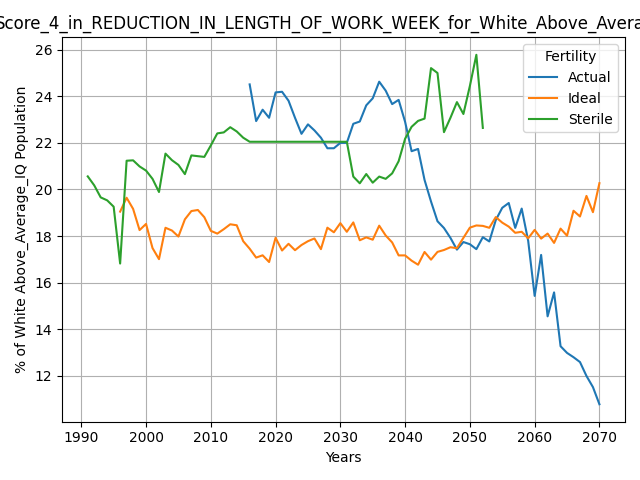 Score_4_in_REDUCTION_IN_LENGTH_OF_WORK_WEEK_for_White_Above_Avera
% of White Above_Average_IQ Population
26
24
22
20
18
16
14
12
Fertility
Actual
Ideal
Sterile
1990 2000 2010 2020 2030 2040 2050 2060 2070
Years